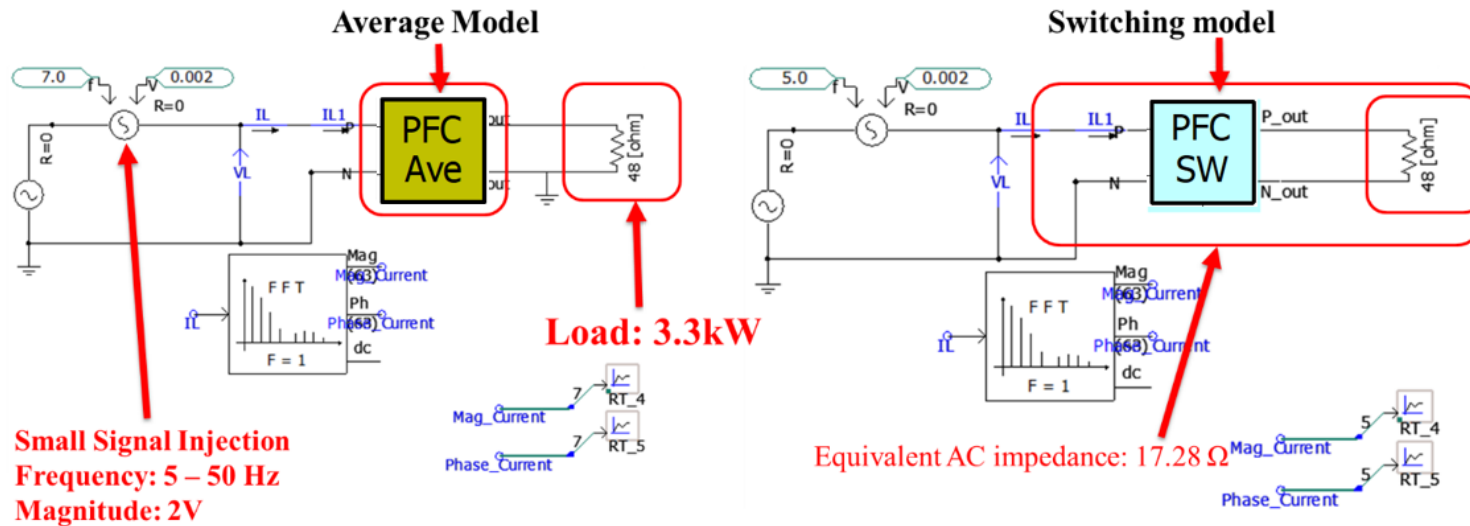 Average Model
Switching model
7.0
0.002
f
V
R=0
R=0
IL
IL1
P
N
VL
PFC
Ave
out
out
48 [ohm]
Mag
(63)
Mag_Current
Ph
(63)
Phase_Current
dc
F F T
F = 1
IL
Load: 3.3kW
7
Mag_Current
RT_4
7
Phase_Current
RT_5
Small Signal Injection
Frequency: 5 – 50 Hz
Magnitude: 2V
5.0
0.002
f
V
R=0
R=0
IL
IL1
P
N
VL
PFC
SW
P_out
N_out
48 [ohm]
Mag
(63)
Mag_Current
Ph
(63)
Phase_Current
dc
F F T
F = 1
IL
Equivalent AC impedance: 17.28 Ω
5
Mag_Current
RT_4
5
Phase_Current
RT_5